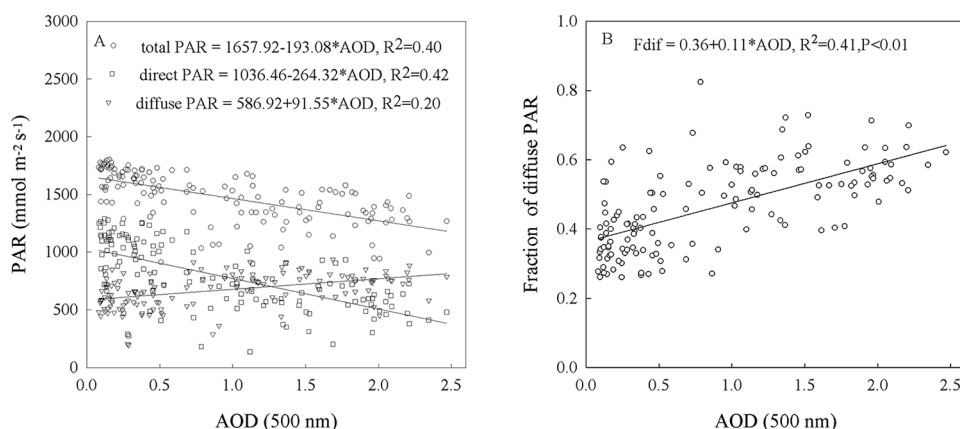 A
total PAR = 1657.92-193.08*AOD, R2=0.40
direct PAR = 1036.46-264.32*AOD, R2=0.42
diffuse PAR = 586.92+91.55*AOD, R2=0.20
3000
2500
2000
1500
1000
500
0
PAR (mmol m-2 s-1)
0.0 0.5 1.0 1.5 2.0 2.5
AOD (500 nm)
B
Fdif = 0.36+0.11*AOD, R2=0.41,P<0.01
1.0
0.8
0.6
0.4
0.2
0.0
Fraction of diffuse PAR
0.0 0.5 1.0 1.5 2.0 2.5
AOD (500 nm)